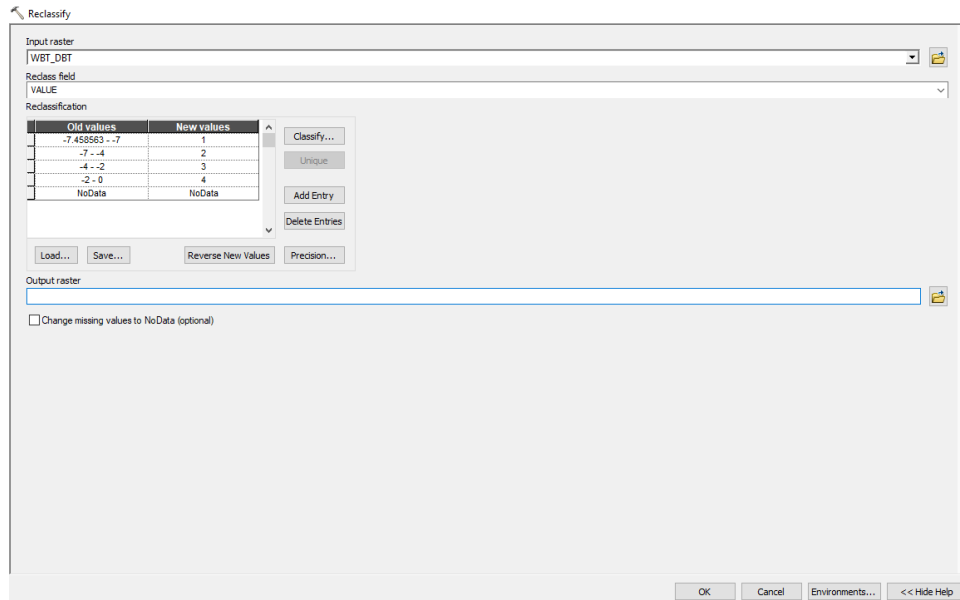 Reclassify
Input raster
WBT_DBT
Reclass field
VALUE
Reclassification
Old values New values
-7.458563 - -7 1
-7 - -4 2
-4 - -2 3
-2 - 0 4
NoData NoData
Classify...
Unique
Add Entry
Delete Entries
Load... Save... Reverse New Values Precision...
Output raster
Change missing values to NoData (optional)
OK Cancel Environments... << Hide Help